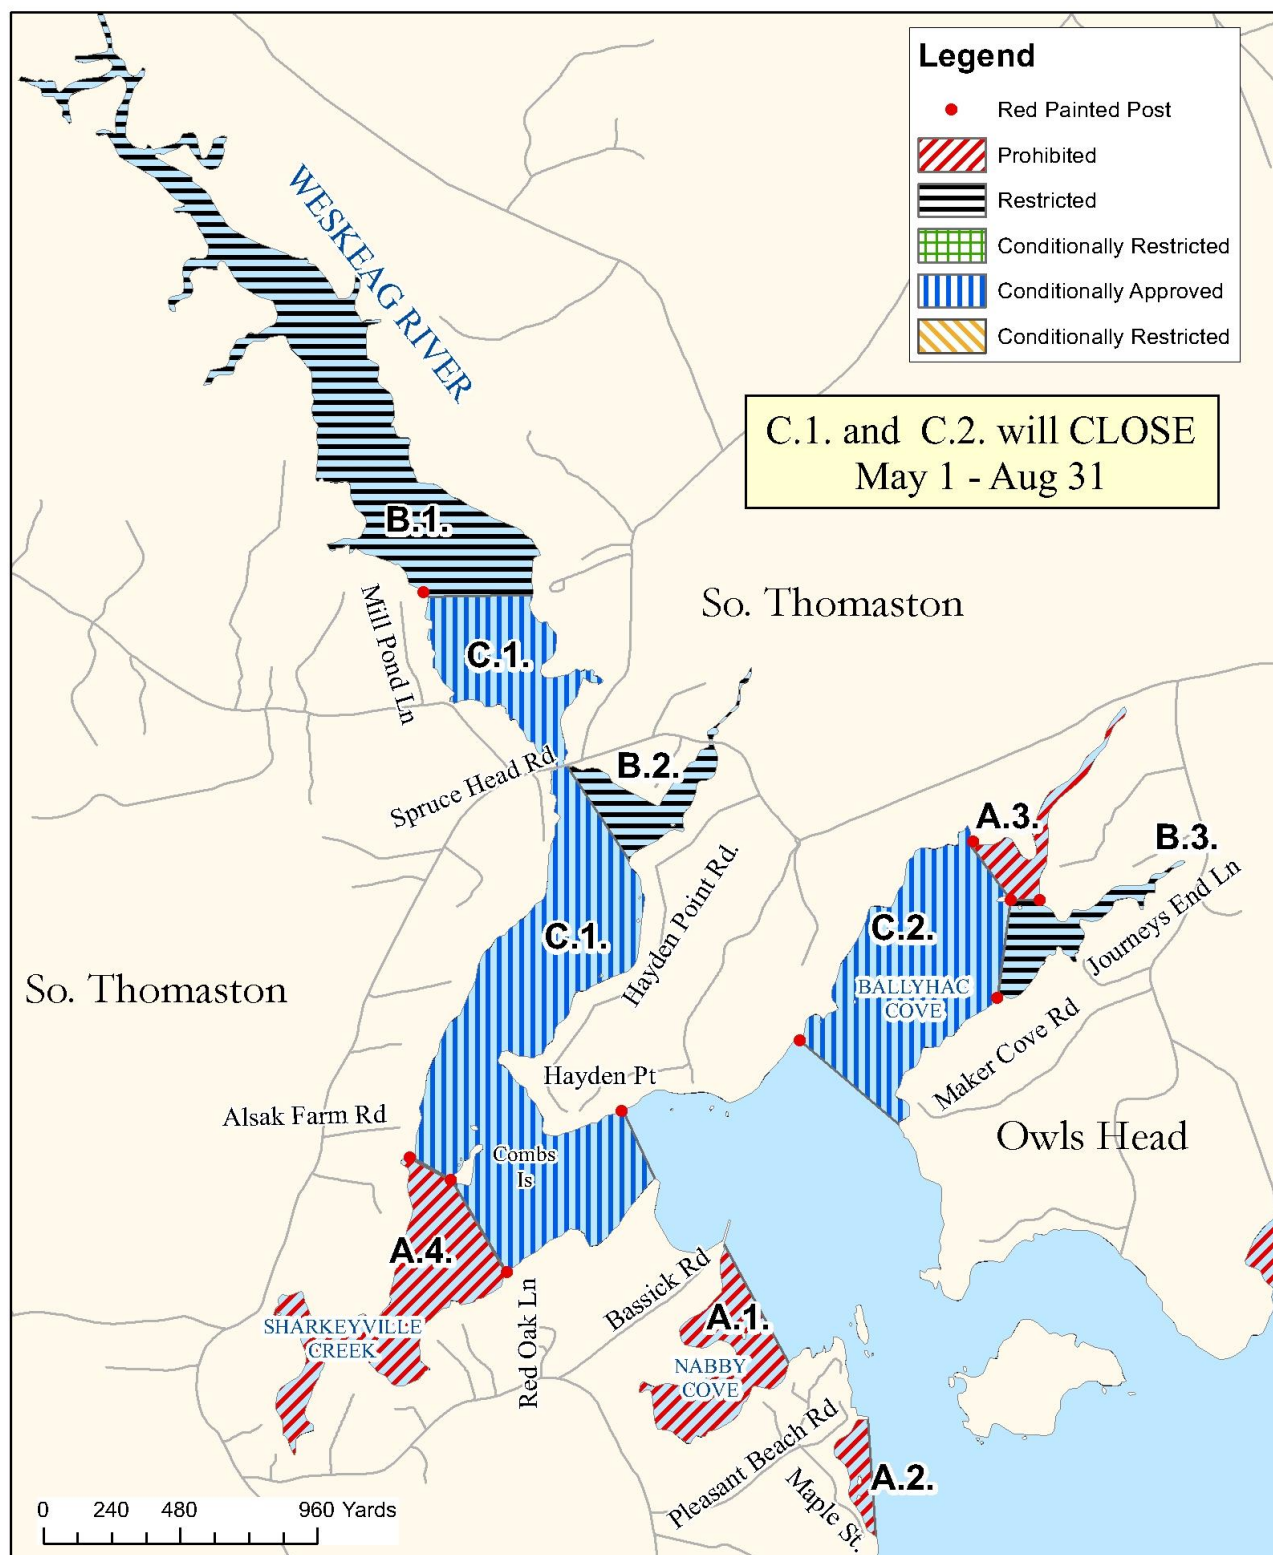 Legend
Red Painted Post
Prohibited
Restricted
Conditionally Restricted
Conditionally Approved
Conditionally Restricted
WESKEAG RIVER
C.1. and C.2. will CLOSE
May 1 - Aug 31
B.1.
Mill Pond Ln
So. Thomaston
C.1.
Spruce Head Rd
B.2.
A.3.
B.3.
Hayden Point Rd.
C.1.
C.2.
Journeys End Ln
So. Thomaston
BALLYHAC
COVE
Maker Cove Rd
Hayden Pt
Alsak Farm Rd
Combs
Is
Owls Head
A.4.
Bassick Rd
Red Oak Ln
SHARKEYVILLE
CREEK
A.1.
NABBY
COVE
Pleasant Beach Rd
Maple St.
A.2.
0 240 480 960 Yards